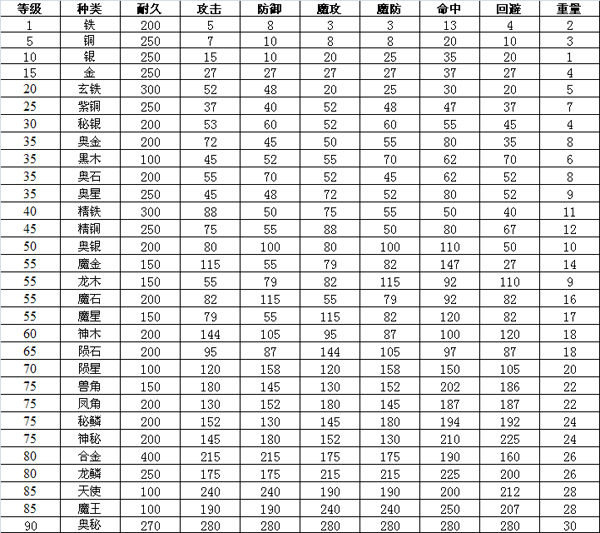 等级 种类 耐久 攻击 防御 魔攻 魔防 命中 回避 重量
1 铁 200 5 8 3 3 13 4 2
5 铜 250 7 10 8 8 20 10 3
10 银 250 15 10 20 25 35 20 1
15 金 250 27 27 27 27 37 27 4
20 玄铁 300 52 48 20 25 30 20 5
25 紫铜 250 37 40 52 48 47 37 7
30 秘银 200 53 60 52 60 55 45 4
35 奥金 200 72 45 50 55 80 35 8
35 黑木 100 45 52 55 70 62 70 6
35 奥石 200 55 70 52 45 62 52 8
35 奥星 250 45 48 72 52 80 52 9
40 精铁 300 88 50 75 55 50 40 11
45 精铜 250 75 55 88 50 80 67 12
50 奥银 200 80 100 80 100 110 50 10
55 魔金 150 115 55 79 82 147 27 14
55 龙木 150 55 79 82 115 92 110 9
55 魔石 200 82 115 55 79 92 82 16
55 魔星 150 79 55 115 82 120 82 17
60 神木 200 144 105 95 87 100 120 18
65 陨石 200 95 87 144 105 97 87 18
70 陨星 100 120 158 120 158 150 105 20
75 兽角 150 180 145 130 152 202 186 22
75 凤角 200 130 152 180 145 187 187 22
75 秘鳞 200 152 130 145 180 194 192 24
75 神秘 200 145 180 152 130 210 225 24
80 合金 400 215 215 175 175 190 160 26
80 龙鳞 250 175 175 215 215 225 200 26
85 天使 100 240 240 190 190 200 212 28
85 魔王 100 190 190 240 240 250 207 28
90 奥秘 270 280 280 280 280 280 280 30